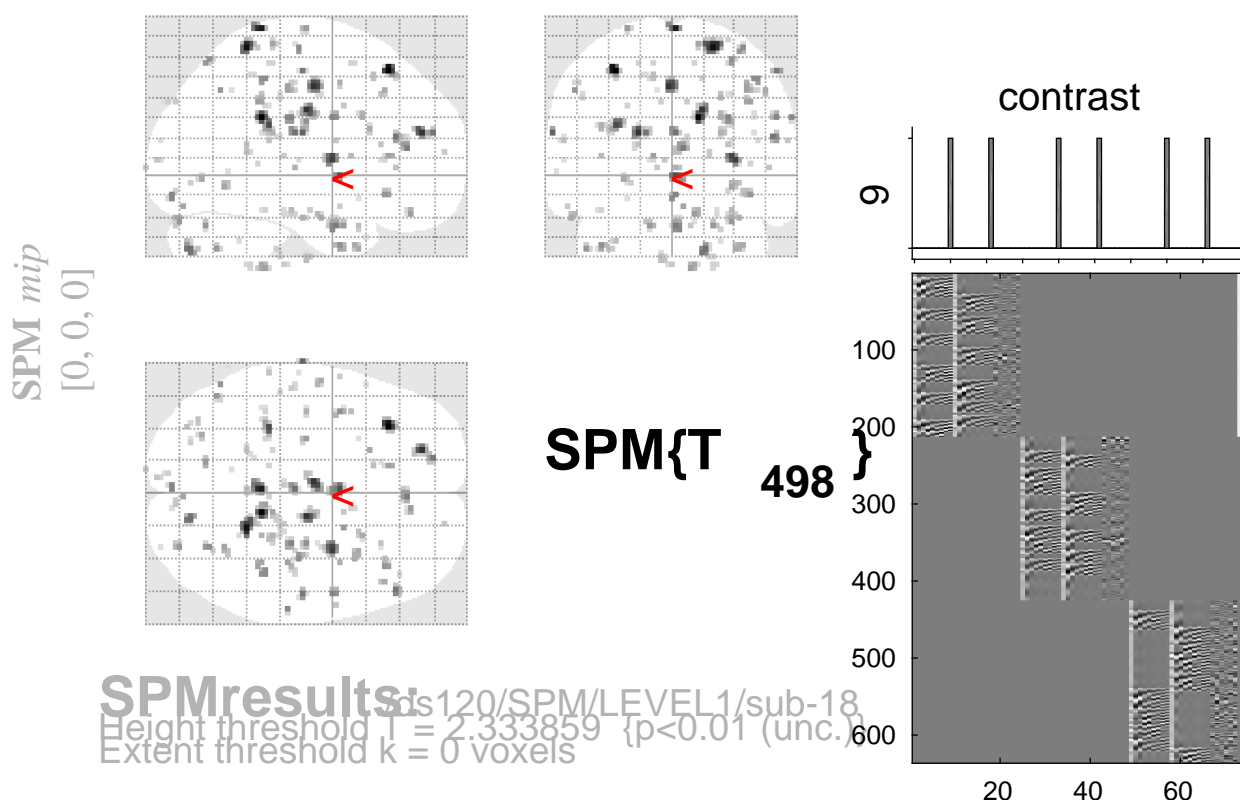 SPM mip
[0, 0, 0]
<
<
<
SPM{T 498 }
contrast
9
100
200
300
400
500
600
20 40 60
SPMresults: /ds120/SPM/LEVEL1/sub-18
Height threshold T = 2.333859 {p<0.01 (unc.)}
Extent threshold k = 0 voxels